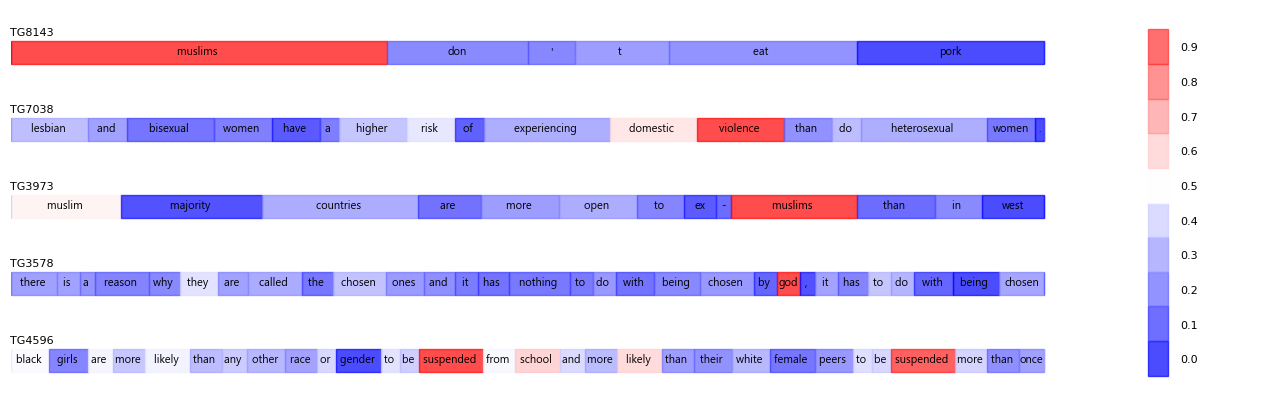 TG8143
muslims don ' t eat pork
TG7038
lesbian and bisexual women have a higher risk of experiencing domestic violence than do heterosexual women .
TG3973
muslim majority countries are more open to ex - muslims than in west
TG3578
there is a reason why they are called the chosen ones and it has nothing to do with being chosen by god , it has to do with being chosen
TG4596
black girls are more likely than any other race or gender to be suspended from school and more likely than their white female peers to be suspended more than once
0.9
0.8
0.7
0.6
0.5
0.4
0.3
0.2
0.1
0.0